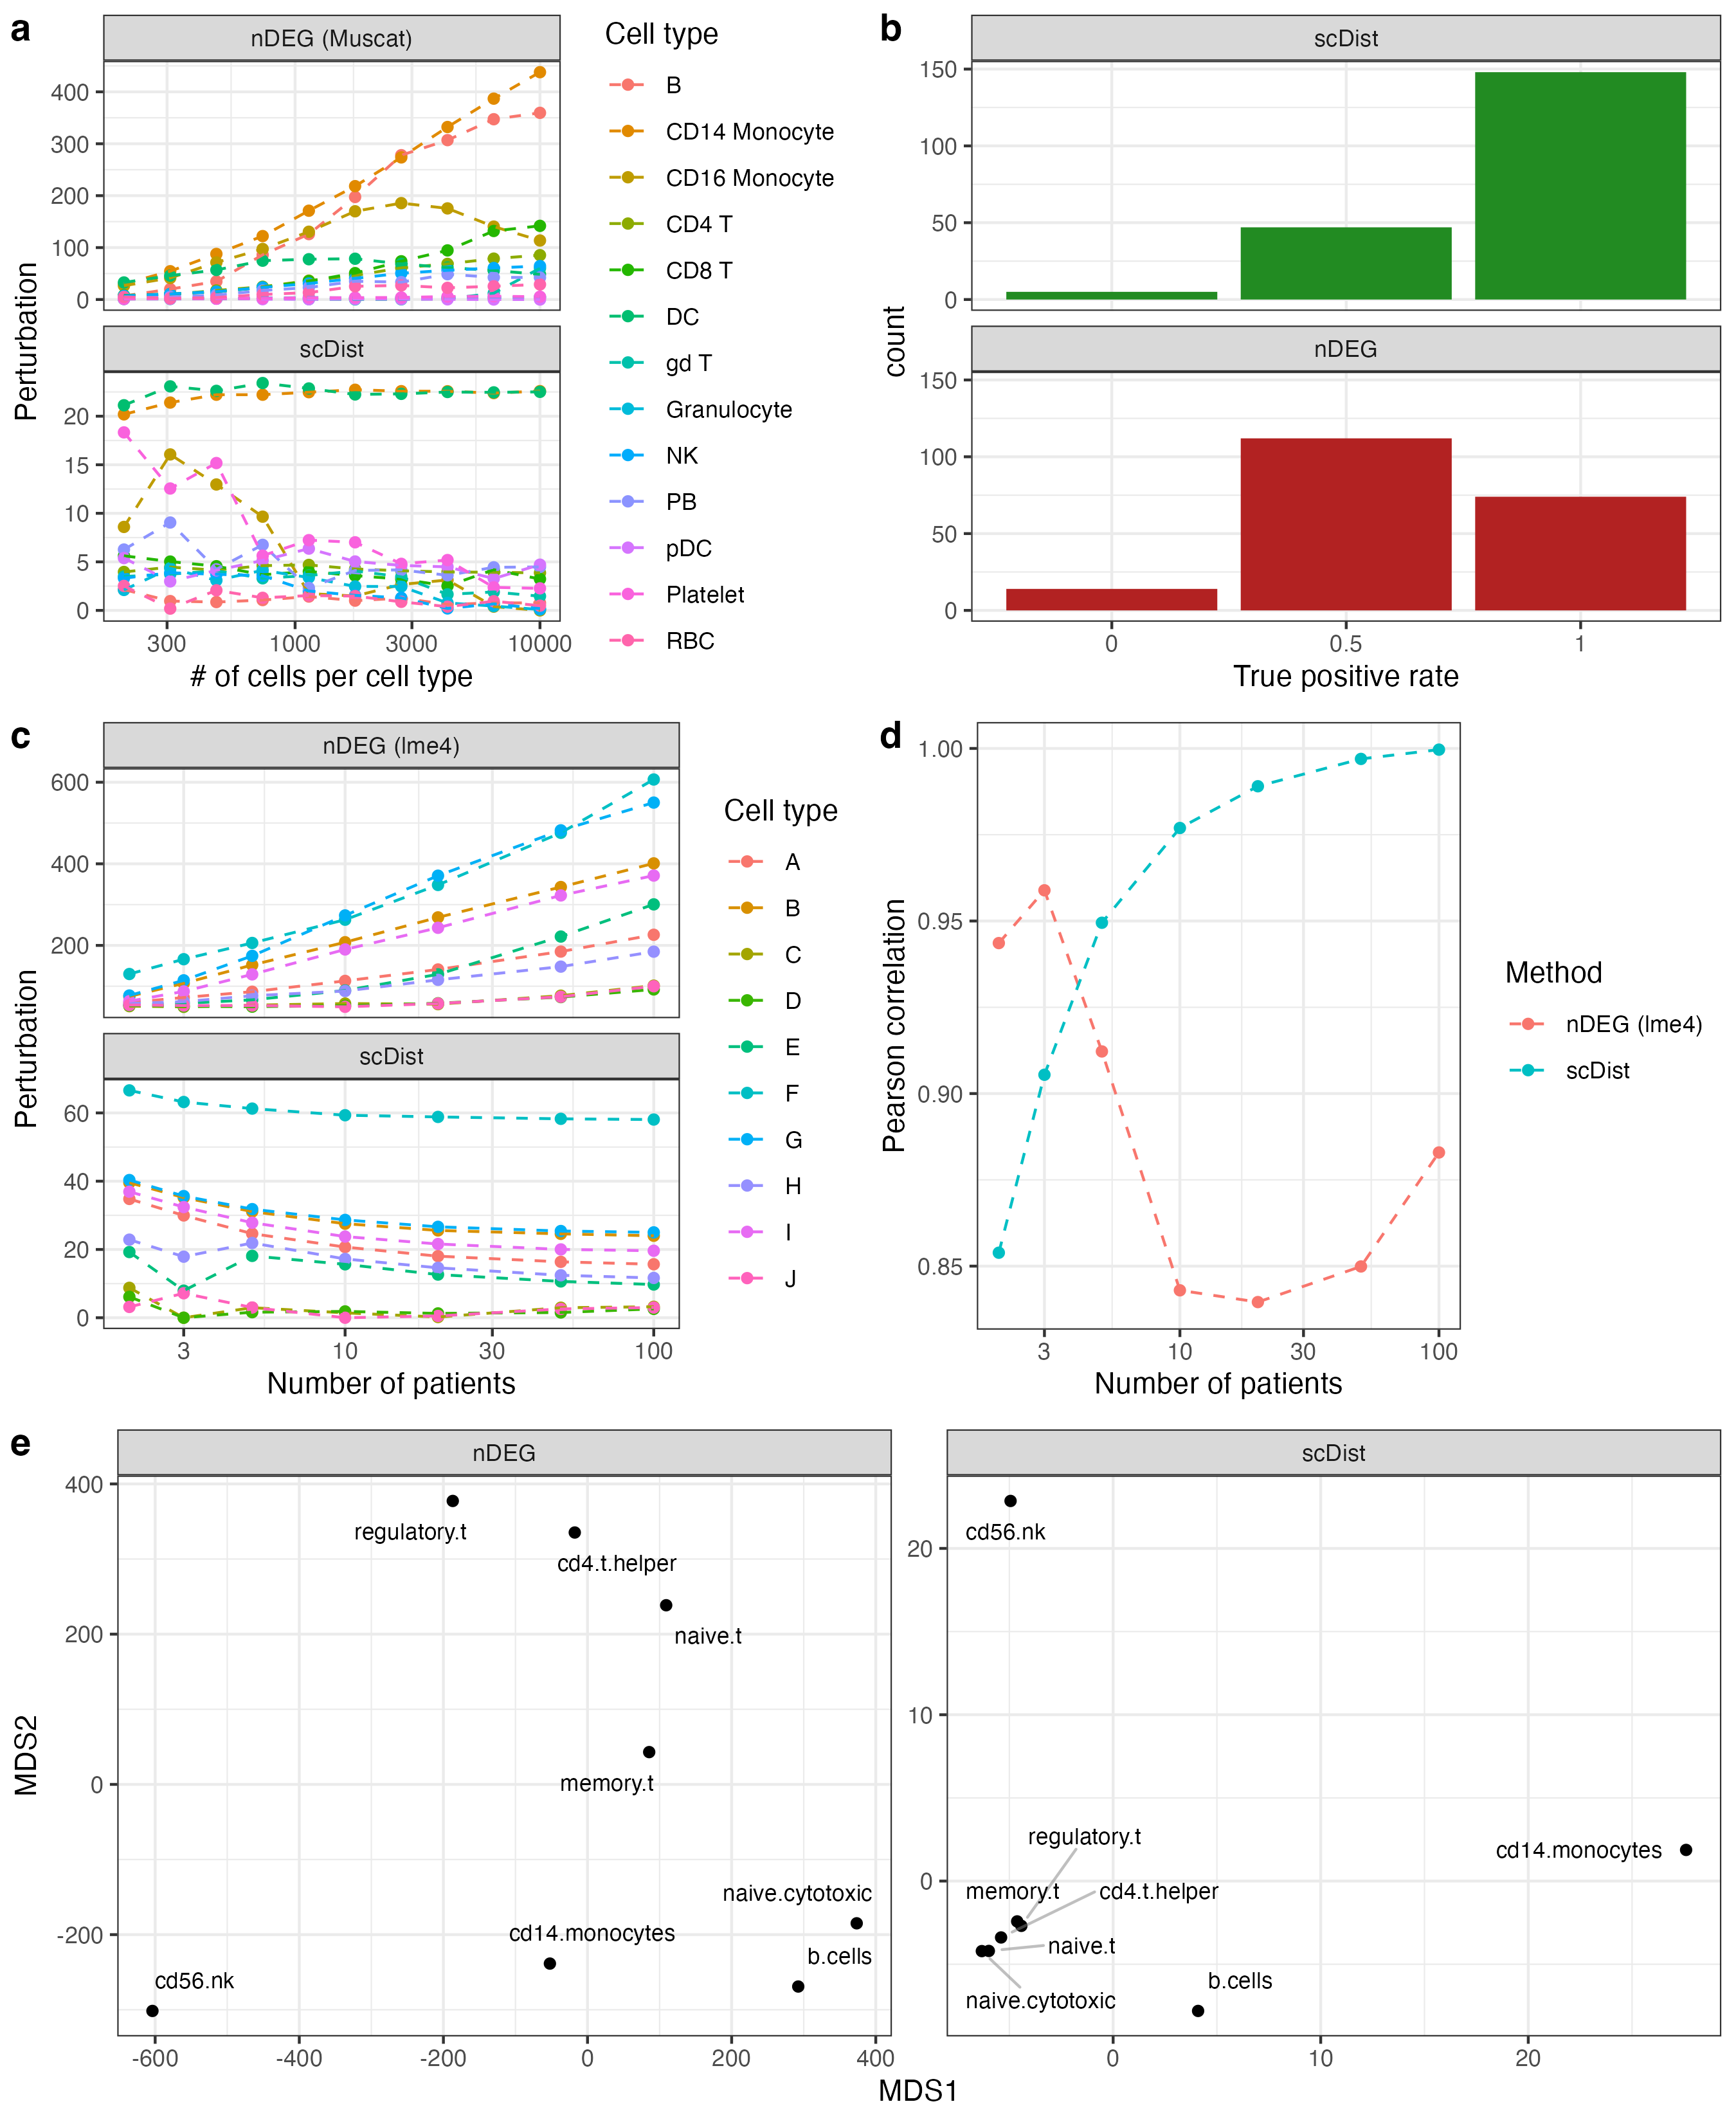 a
nDEG (Muscat)
400
300
200
100
0
scDist
20
15
10
5
0
300
1000
3000
10000
# of cells per cell type
Perturbation
Cell type
B
CD14 Monocyte
CD16 Monocyte
CD4 T
CD8 T
DC
gd T
Granulocyte
NK
PB
pDC
Platelet
RBC
b
scDist
150
100
50
0
nDEG
150
100
50
0
count
0
0.5
1
True positive rate
c
nDEG (lme4)
600
400
200
scDist
60
40
20
0
Perturbation
3
10
30
100
Number of patients
Cell type
A
B
C
D
E
F
G
H
I
J
d
1.00
0.95
0.90
0.85
Pearson correlation
3
10
30
100
Number of patients
Method
nDEG (lme4)
scDist
e
nDEG
400
200
0
-200
MDS2
regulatory.t
cd4.t.helper
naive.t
memory.t
naive.cytotoxic
cd14.monocytes
b.cells
cd56.nk
-600
-400
-200
0
200
400
scDist
20
10
0
cd56.nk
regulatory.t
cd14.monocytes
memory.t
cd4.t.helper
naive.t
naive.cytotoxic
b.cells
0
10
20
MDS1